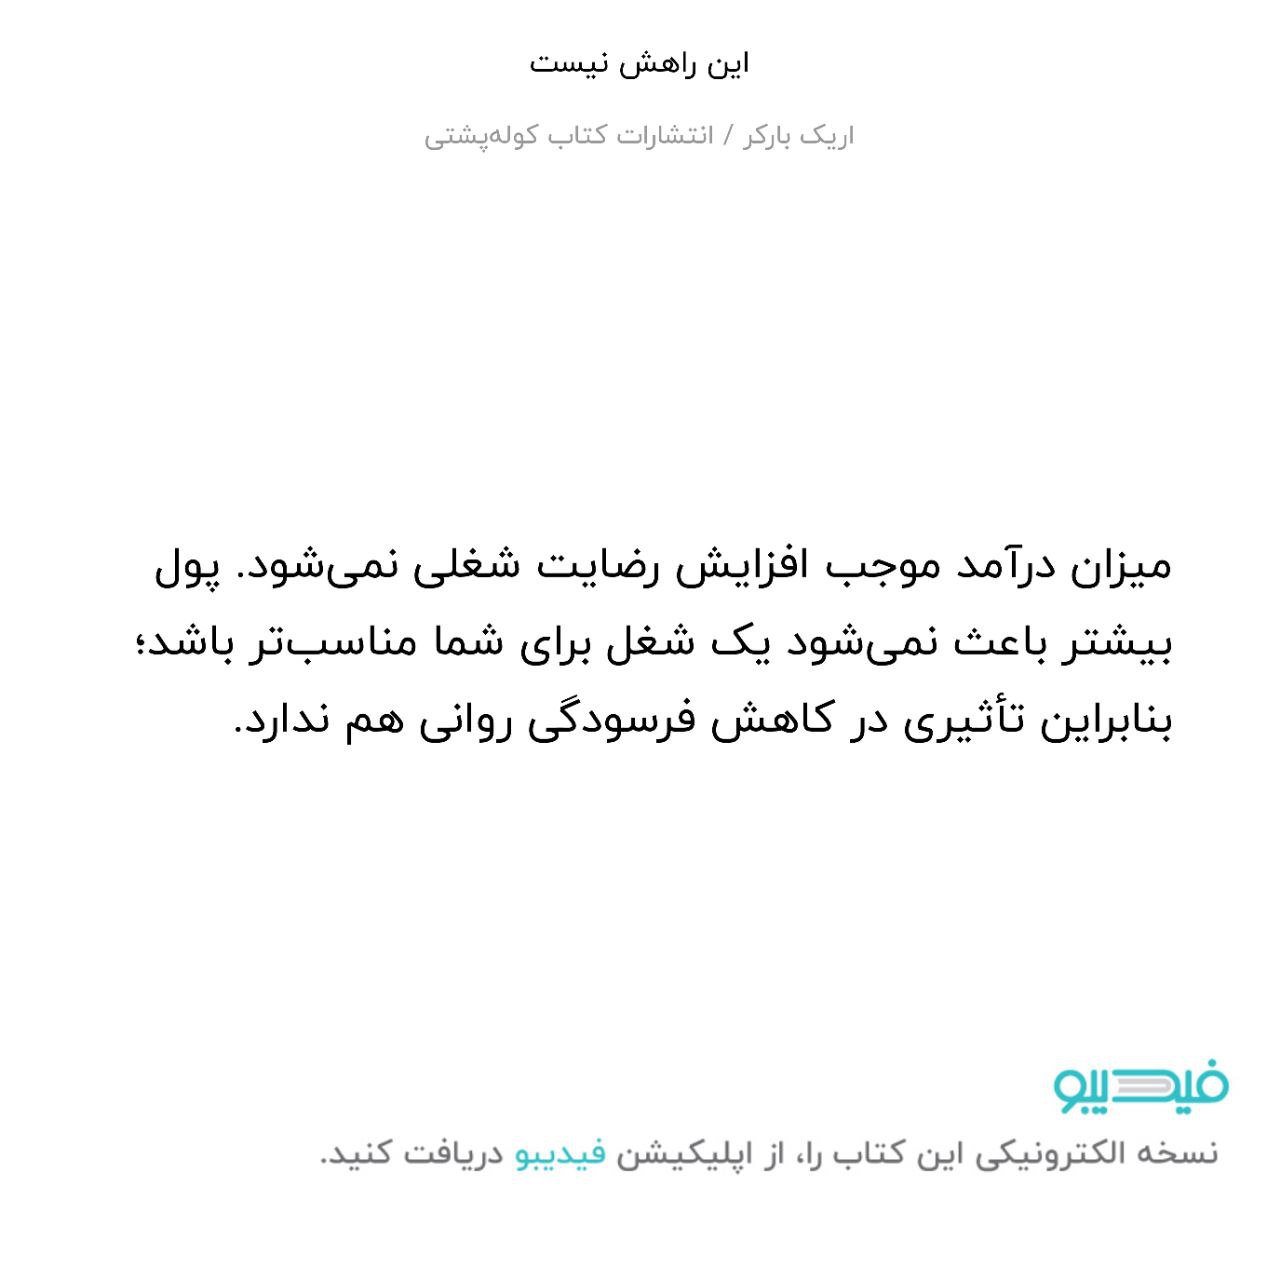 این راهش نیست
اریک بارکر / انتشارات کتاب کوله‌پشتی
میزان درآمد موجب افزایش رضایت شغلی نمی‌شود. پول
بیشتر باعث نمی‌شود یک شغل برای شما مناسب‌تر باشد؛
بنابراین تأثیری در کاهش فرسودگی روانی هم ندارد.
فیدیبو
نسخه الکترونیکی این کتاب را، از اپلیکیشن فیدیبو دریافت کنید.